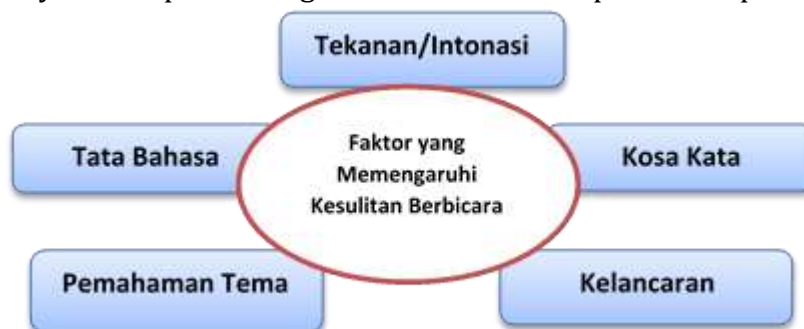 Tekanan/Intonasi
Tata Bahasa
Faktor yang
Memengaruhi
Kesulitan Berbicara
Kosa Kata
Pemahaman Tema
Kelancaran